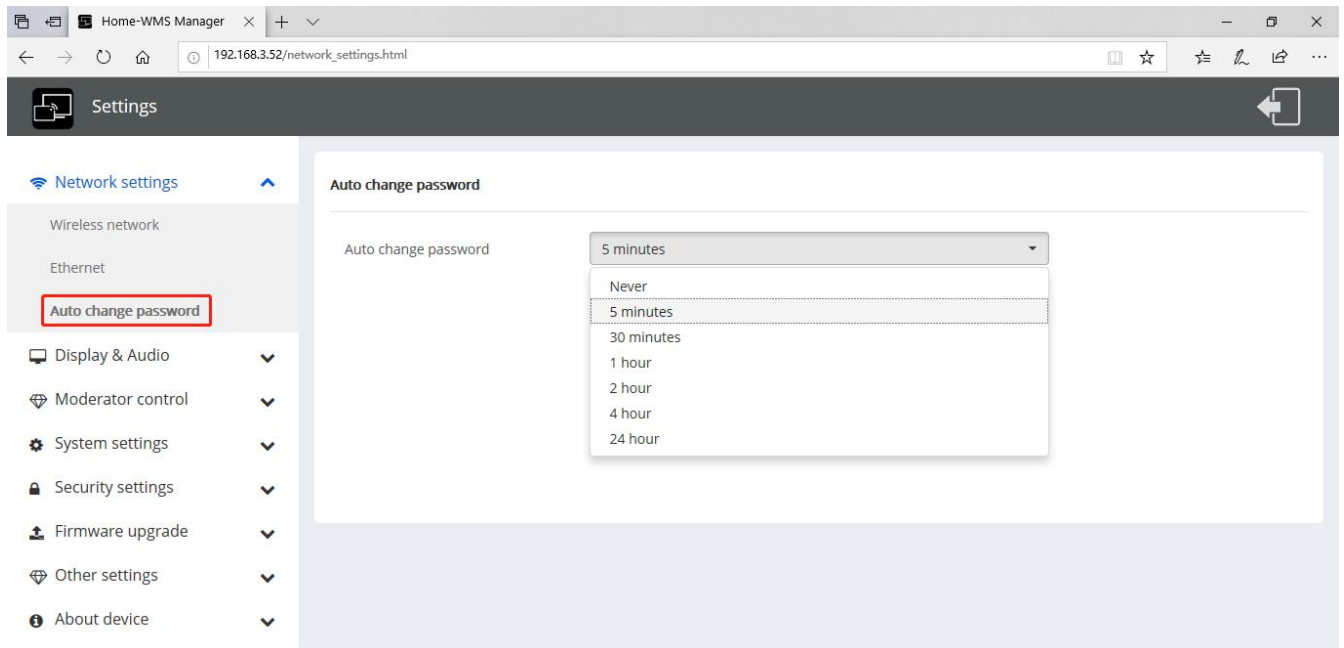 Home-WMS Manager
192.168.3.52/network_settings.html
Settings
Network settings
Wireless network
Ethernet
Auto change password
Display & Audio
Moderator control
System settings
Security settings
Firmware upgrade
Other settings
About device
Auto change password
Auto change password
5 minutes
Never
5 minutes
30 minutes
1 hour
2 hour
4 hour
24 hour